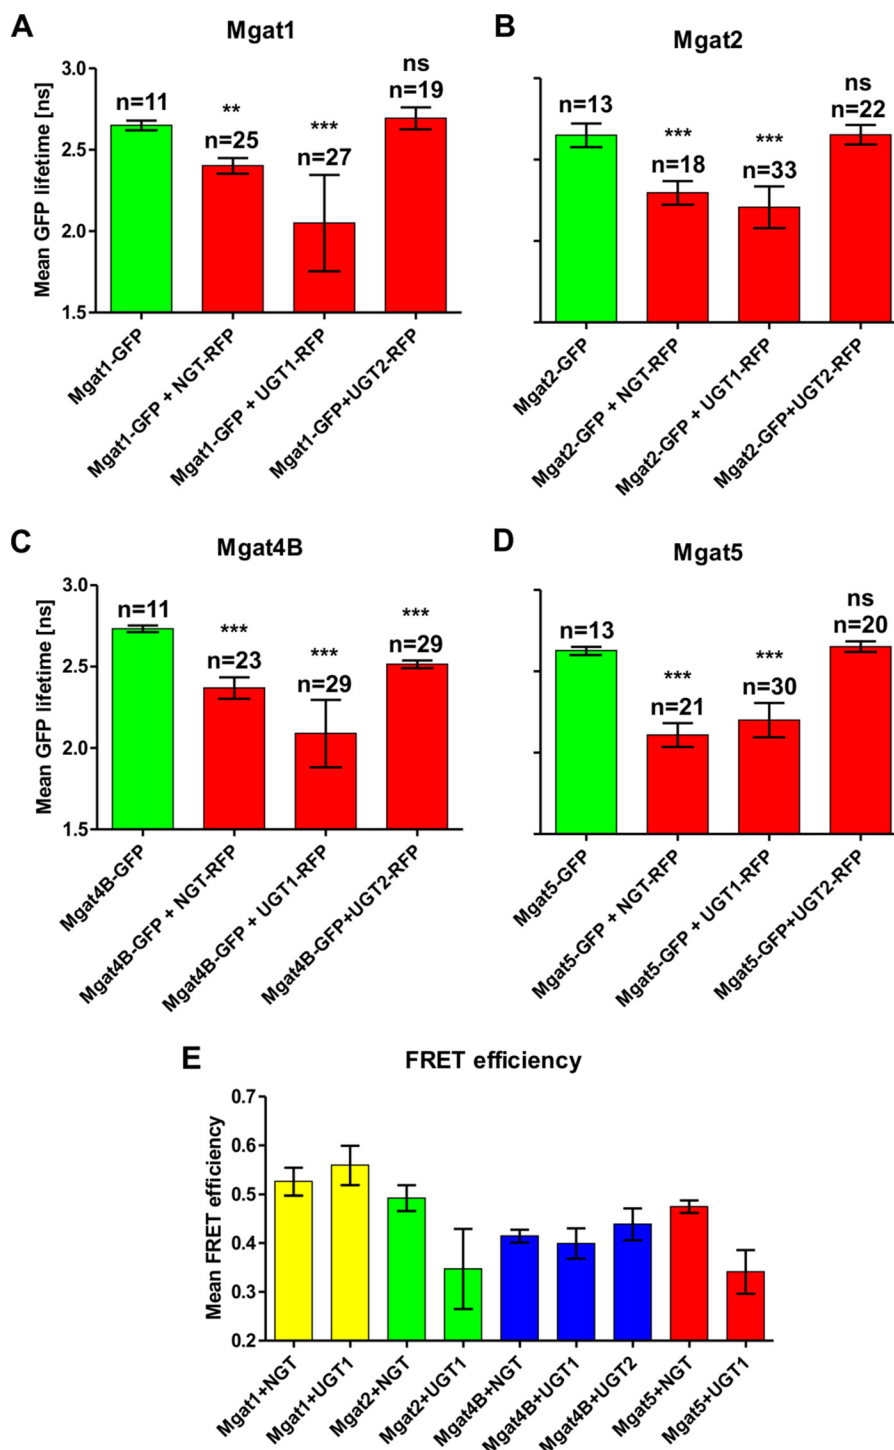 A
Mgat1
Mean GFP lifetime [ns]
3.0
2.5
2.0
1.5
n=11
**
n=25
***
n=27
ns
n=19
Mgat1-GFP
Mgat1-GFP + NGT-RFP
Mgat1-GFP + UGT1-RFP
Mgat1-GFP+UGT2-RFP
B
Mgat2
n=13
***
n=18
***
n=33
ns
n=22
Mgat2-GFP
Mgat2-GFP + NGT-RFP
Mgat2-GFP + UGT1-RFP
Mgat2-GFP+UGT2-RFP
C
Mgat4B
Mean GFP lifetime [ns]
3.0
2.5
2.0
1.5
n=11
***
n=23
***
n=29
***
n=29
Mgat4B-GFP
Mgat4B-GFP + NGT-RFP
Mgat4B-GFP + UGT1-RFP
Mgat4B-GFP+UGT2-RFP
D
Mgat5
n=13
***
n=21
***
n=30
ns
n=20
Mgat5-GFP
Mgat5-GFP + NGT-RFP
Mgat5-GFP + UGT1-RFP
Mgat5-GFP+UGT2-RFP
E
FRET efficiency
Mean FRET efficiency
0.7
0.6
0.5
0.4
0.3
0.2
Mgat1+NGT
Mgat1+UGT1
Mgat2+NGT
Mgat2+UGT1
Mgat4B+NGT
Mgat4B+UGT1
Mgat4B+UGT2
Mgat5+NGT
Mgat5+UGT1